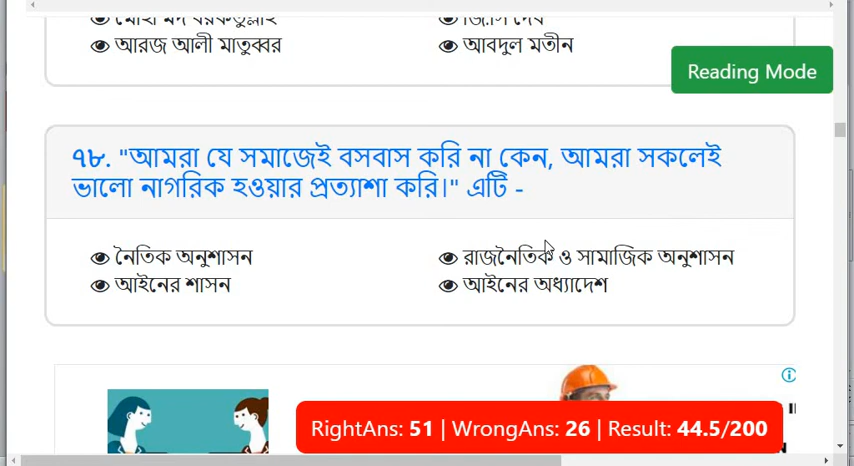 আরজ আলী মাতুব্বর
আবদুল মতীন
Reading Mode
৭৮. "আমরা যে সমাজেই বসবাস করি না কেন, আমরা সকলেই
ভালো নাগরিক হওয়ার প্রত্যাশা করি।" এটি -
নৈতিক অনুশাসন
রাজনৈতিক ও সামাজিক অনুশাসন
আইনের শাসন
আইনের অধ্যাদেশ
RightAns: 51 | WrongAns: 26 | Result: 44.5/200